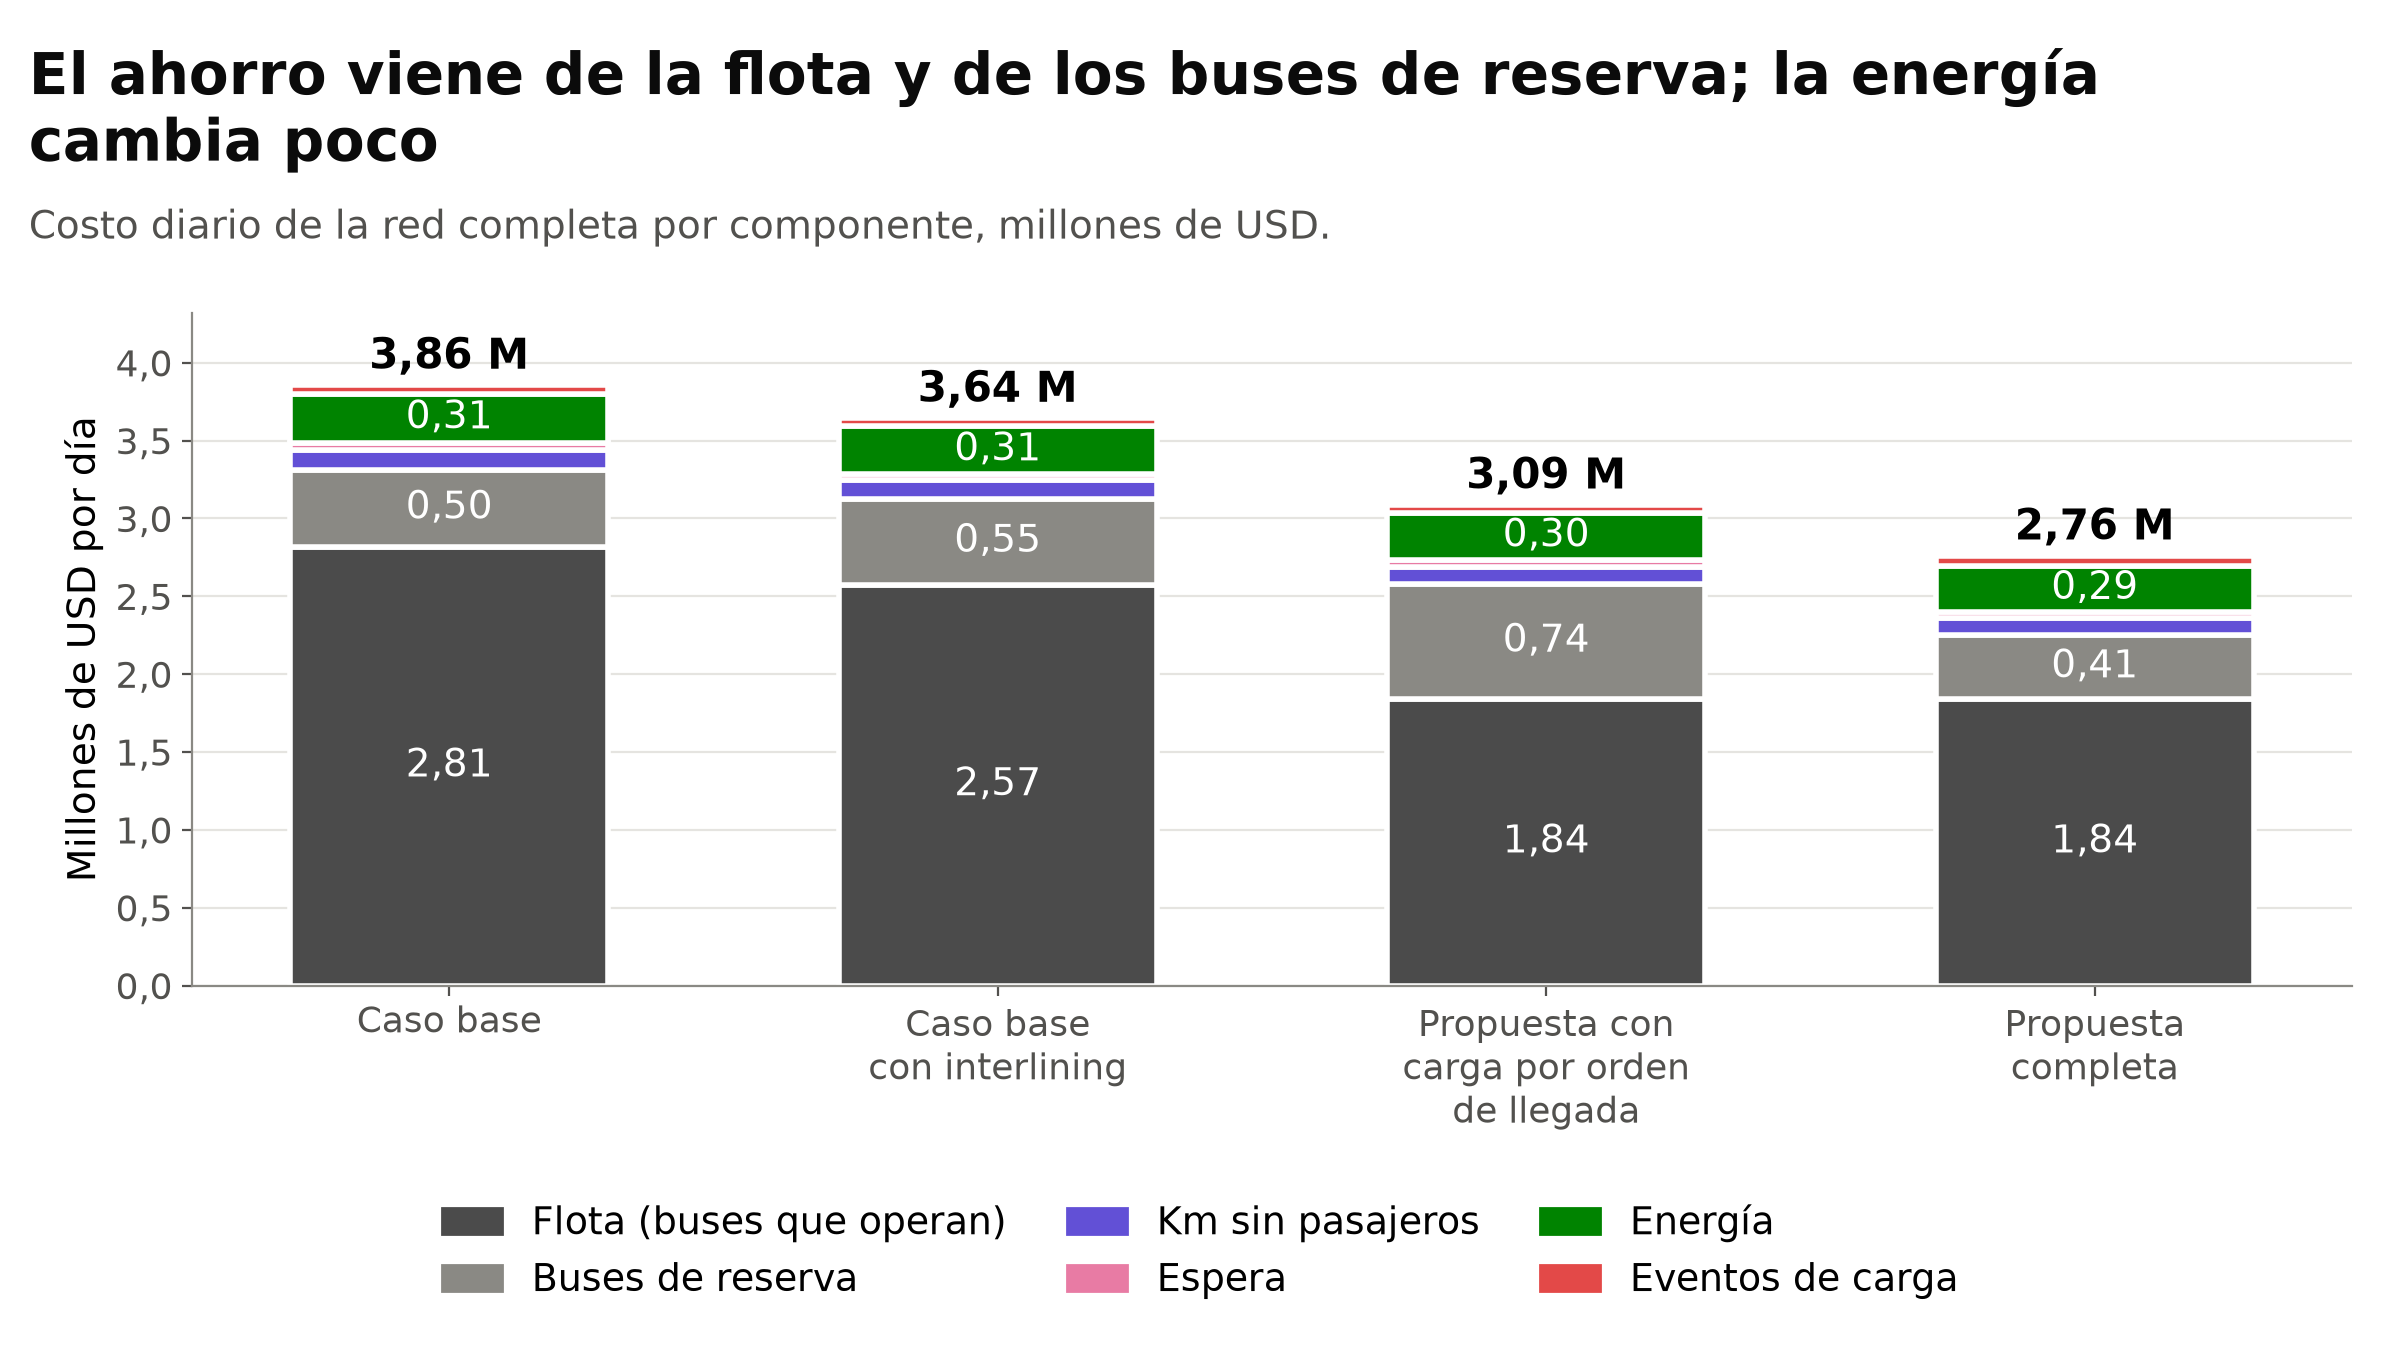 El ahorro viene de la flota y de los buses de reserva; la energía
cambia poco
Costo diario de la red completa por componente, millones de USD.
Millones de USD por día
4,0
3,5
3,0
2,5
2,0
1,5
1,0
0,5
0,0
3,86 M
0,31
0,50
2,81
3,64 M
0,31
0,55
2,57
3,09 M
0,30
0,74
1,84
2,76 M
0,29
0,41
1,84
Caso base
Caso base
con interlining
Propuesta con
carga por orden
de llegada
Propuesta
completa
Flota (buses que operan)
Buses de reserva
Km sin pasajeros
Espera
Energía
Eventos de carga